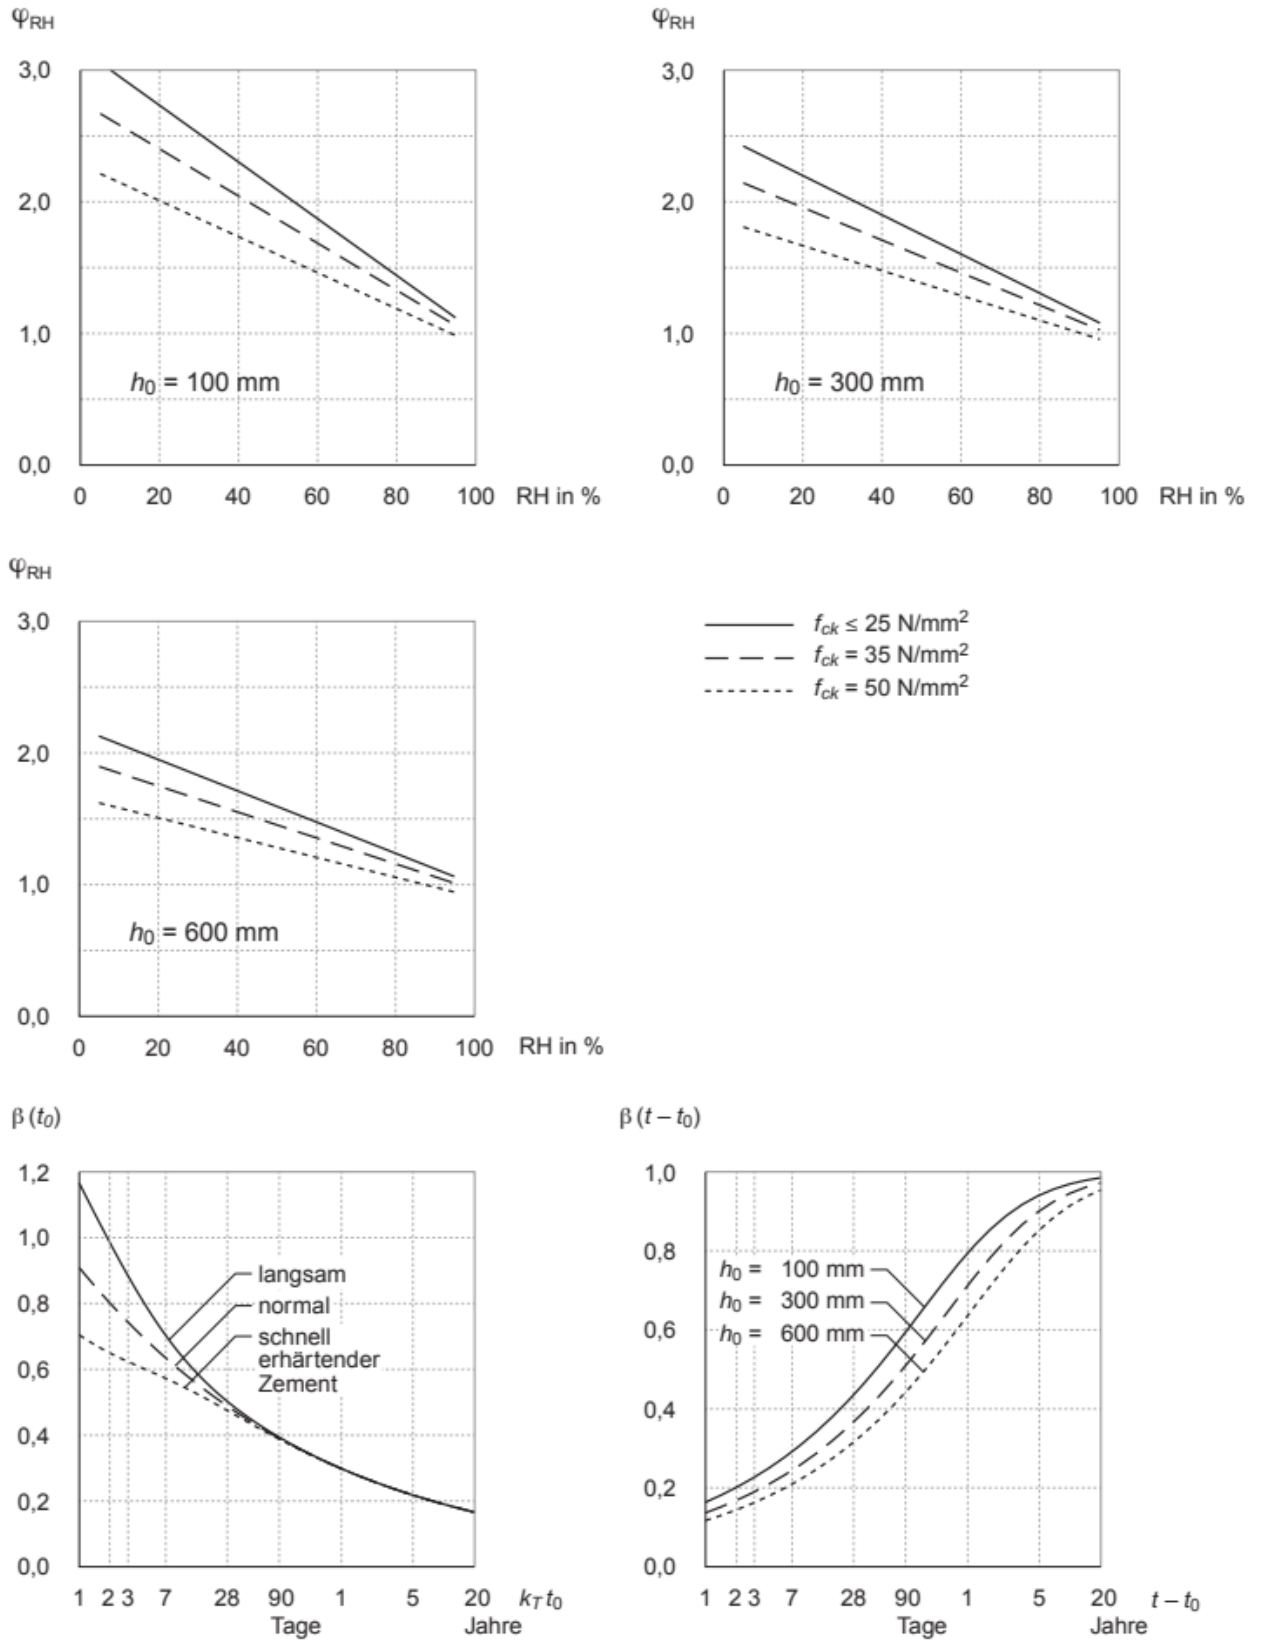 φRH
3,0
2,0
1,0
0,0
h0 = 100 mm
0 20 40 60 80 100 RH in %
φRH
3,0
2,0
1,0
0,0
h0 = 300 mm
0 20 40 60 80 100 RH in %
φRH
3,0
2,0
1,0
0,0
h0 = 600 mm
0 20 40 60 80 100 RH in %
fck ≤ 25 N/mm²
fck = 35 N/mm²
fck = 50 N/mm²
β (t0)
1,2
1,0
0,8
0,6
0,4
0,2
0,0
langsam
normal
schnell
erhärtender
Zement
1 2 3 7 28 90 1 5 20 kT t0
Tage Jahre
β (t – t0)
1,0
0,8
0,6
0,4
0,2
0,0
h0 = 100 mm
h0 = 300 mm
h0 = 600 mm
1 2 3 7 28 90 1 5 20 t – t0
Tage Jahre